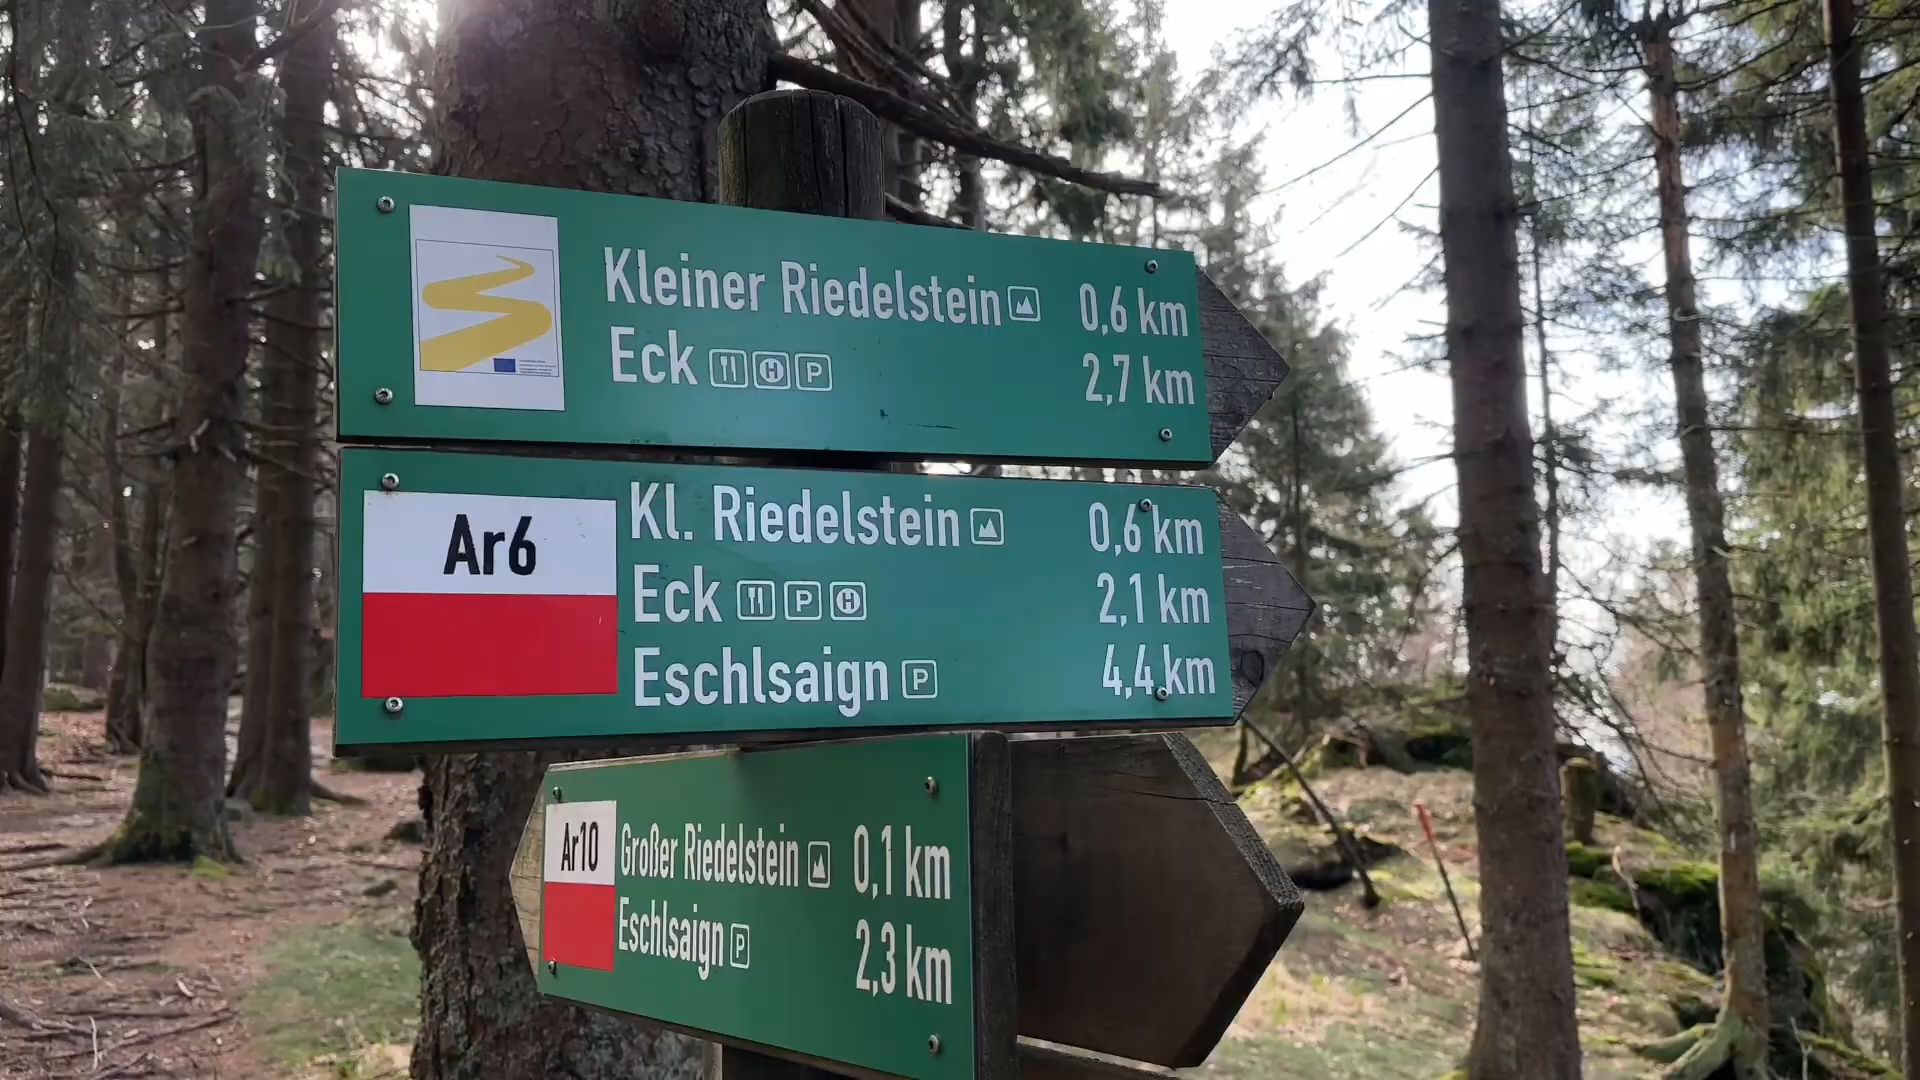 Kleiner Riedelstein 0,6 km
Eck P H P 2,7 km
Ar6
Kl. Riedelstein 0,6 km
Eck P H 2,1 km
Eschlsaign P 4,4 km
Ar10
Großer Riedelstein 0,1 km
Eschlsaign P 2,3 km